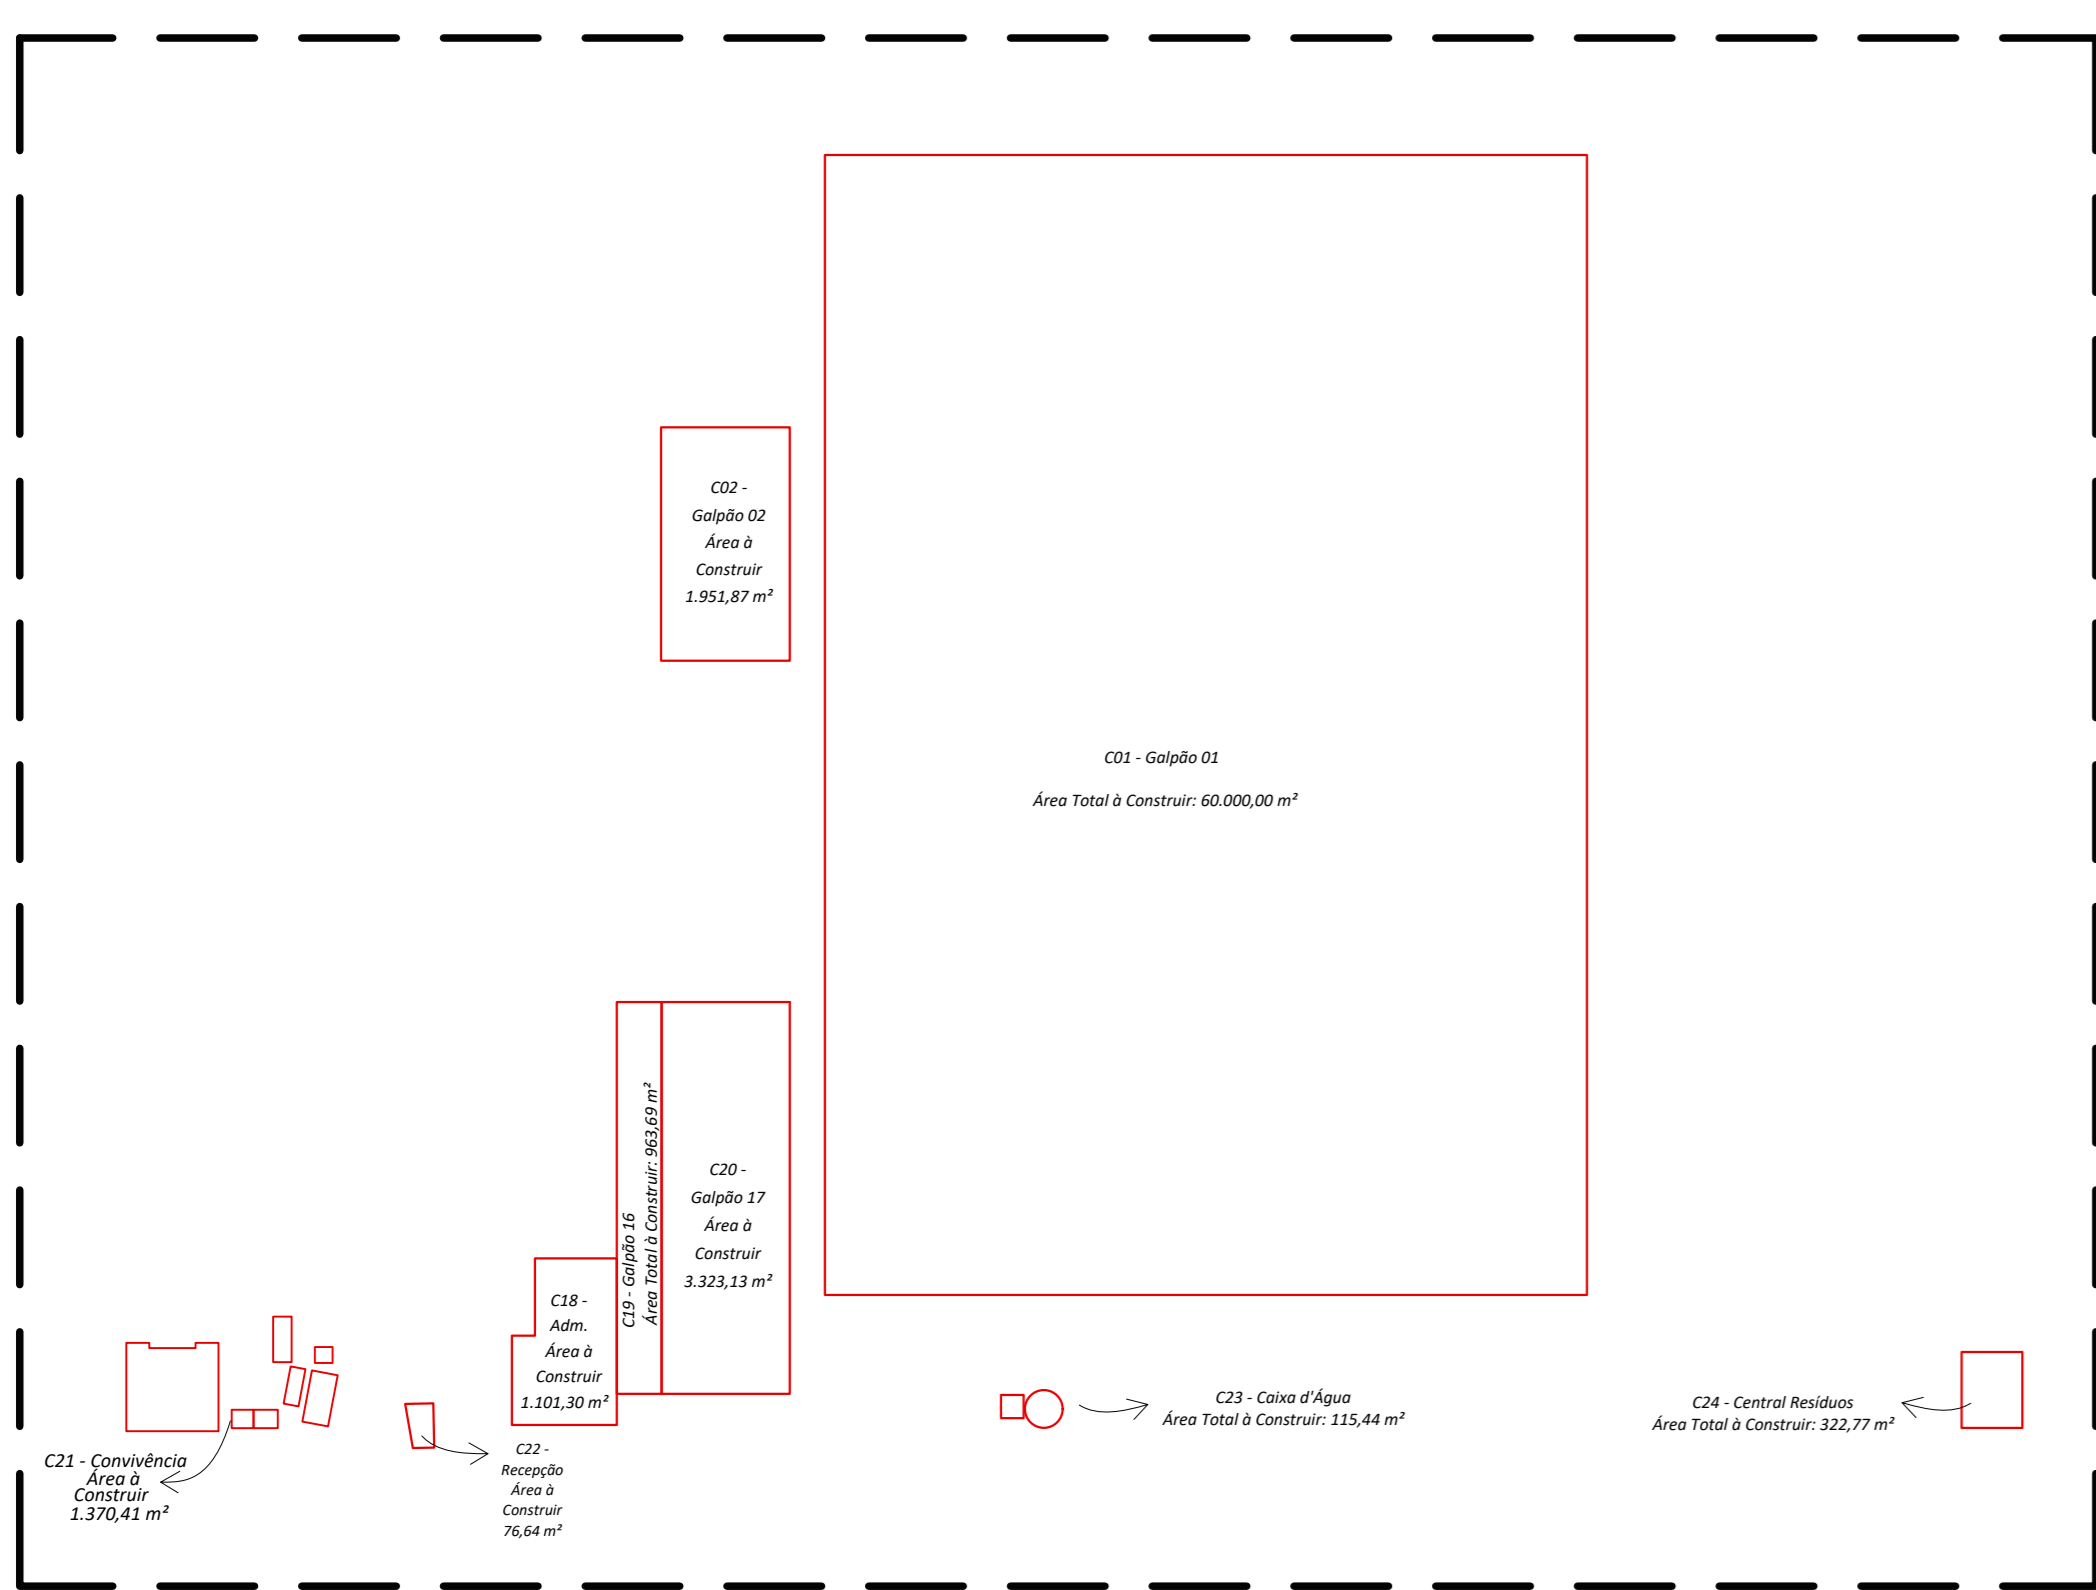 C02 -
Galpão 02
Área à
Construir
1.951,87 m²
C01 - Galpão 01
Área Total à Construir: 60.000,00 m²
C19 - Galpão 16
Área Total à Construir: 963,69 m²
C20 -
Galpão 17
Área à
Construir
3.323,13 m²
C18 -
Adm.
Área à
Construir
1.101,30 m²
C21 - Convivência
Área à
Construir
1.370,41 m²
C22 -
Recepção
Área à
Construir
76,64 m²
C23 - Caixa d'Água
Área Total à Construir: 115,44 m²
C24 - Central Resíduos
Área Total à Construir: 322,77 m²